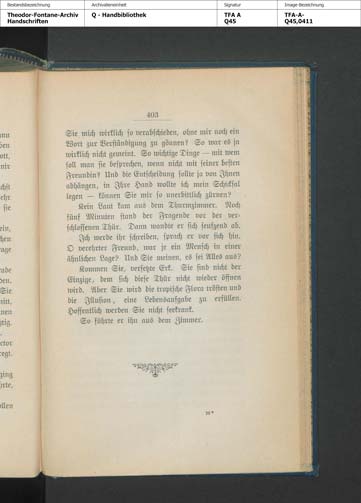 Bestandsbezeichnung
Archivalieneinheit
Signatur
Image-Bezeichnung
Theodor-Fontane-Archiv
Handschriften
Q - Handbibliothek
TFA A
Q45
TFA-A-
Q45,0411
403
Sie mich wirklich so verabschieden, ohne mir noch ein
Wort zur Verständigung zu gönnen? So war es ja
wirklich nicht gemeint. So wichtige Dinge — mit wem
soll man sie besprechen, wenn nicht mit seiner besten
Freundin? Und die Entscheidung sollte ja von Ihnen
abhängen, in Ihre Hand wollte ich mein Schicksal
legen — können Sie mir so unerbittlich zürnen?
Kein Laut kam aus dem Thurmzimmer. Noch
fünf Minuten stand der Fragende vor der ver-
schlossenen Thür. Dann wandte er sich seufzend ab.
Ich werde ihr schreiben, sprach er vor sich hin.
O verehrter Freund, war je ein Mensch in einer
ähnlichen Lage? Und Sie meinen, es sei Alles aus?
Kommen Sie, versetzte Erk. Sie sind nicht der
Einzige, dem sich diese Thür nicht wieder öffnen
wird. Aber Sie wird die tropische Flora trösten und
die Illusion, eine Lebensaufgabe zu erfüllen.
Hoffentlich werden Sie nicht seekrank.
So führte er ihn aus dem Zimmer.